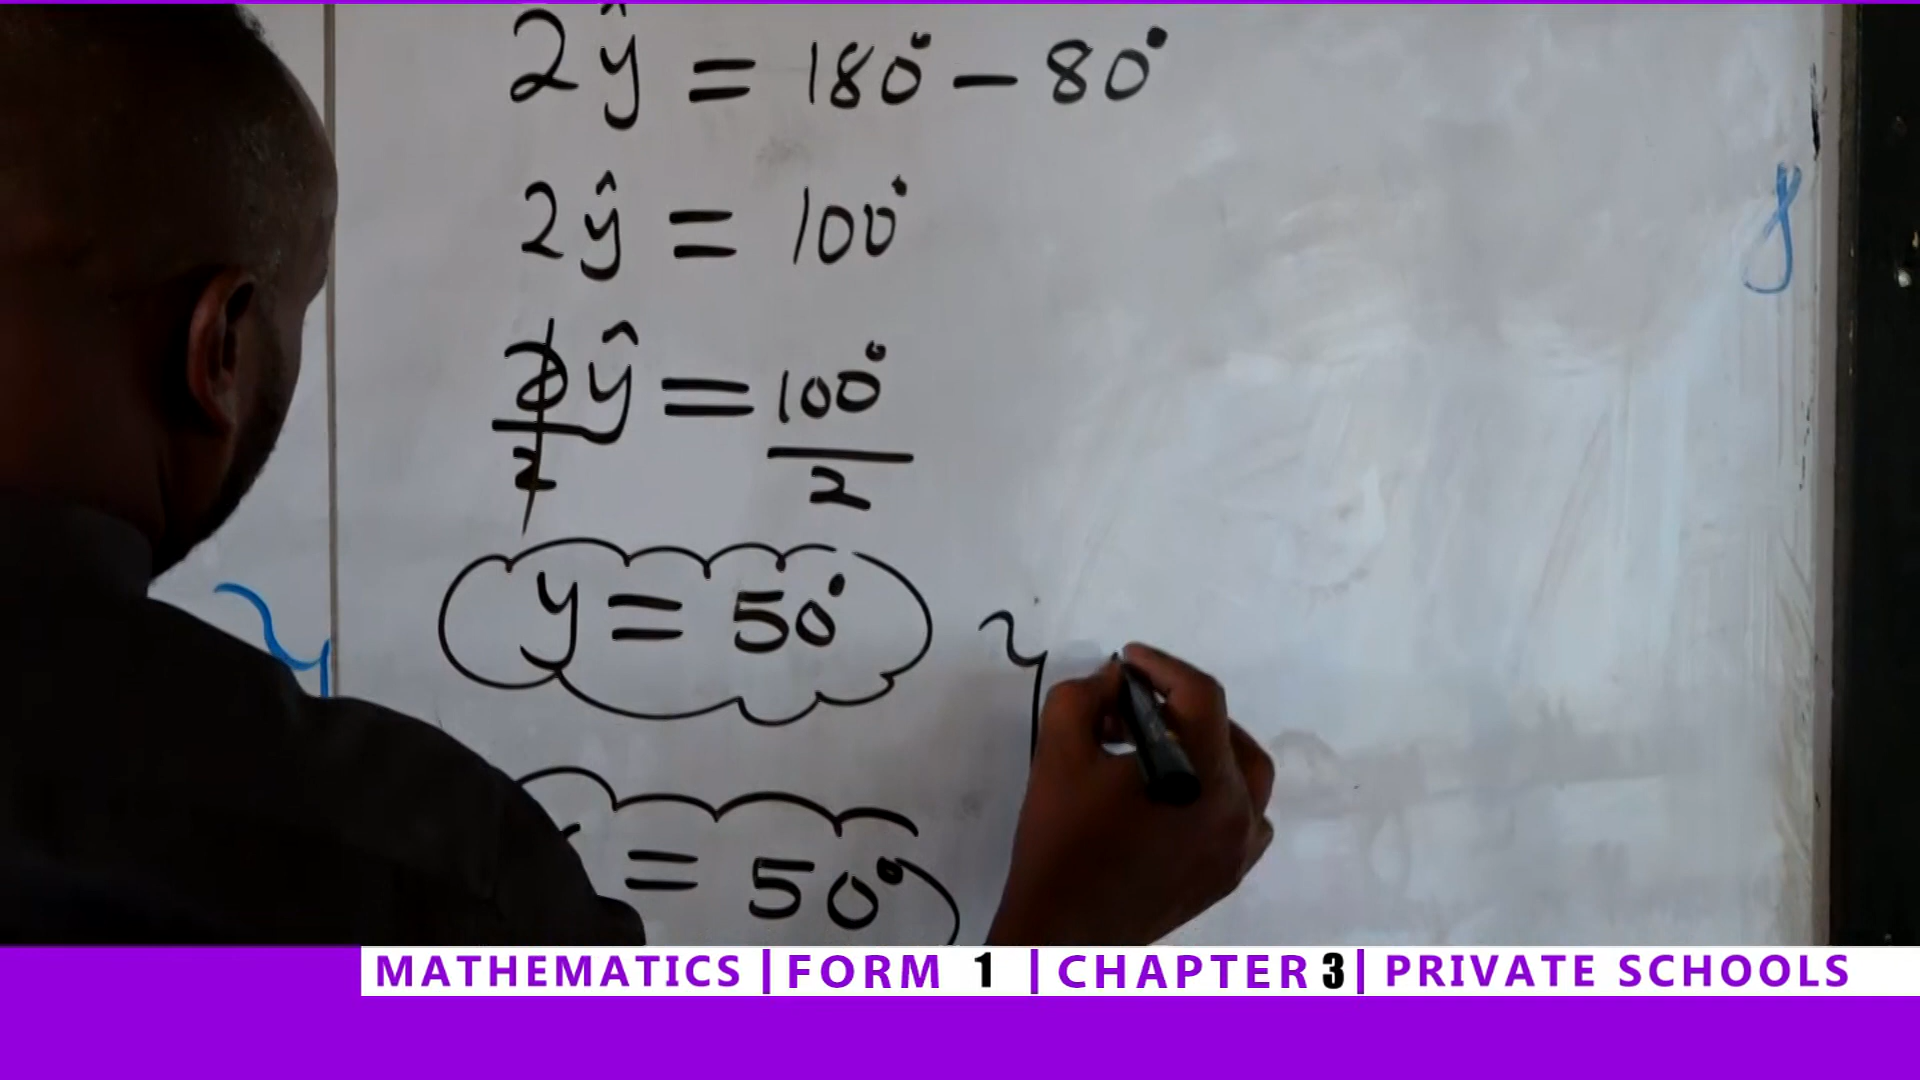 2ŷ = 180° – 80°
2ŷ = 100°
2ŷ/2 = 100°/2
y = 50° y
= 50°
y
y
MATHEMATICS | FORM 1 | CHAPTER 3 | PRIVATE SCHOOLS